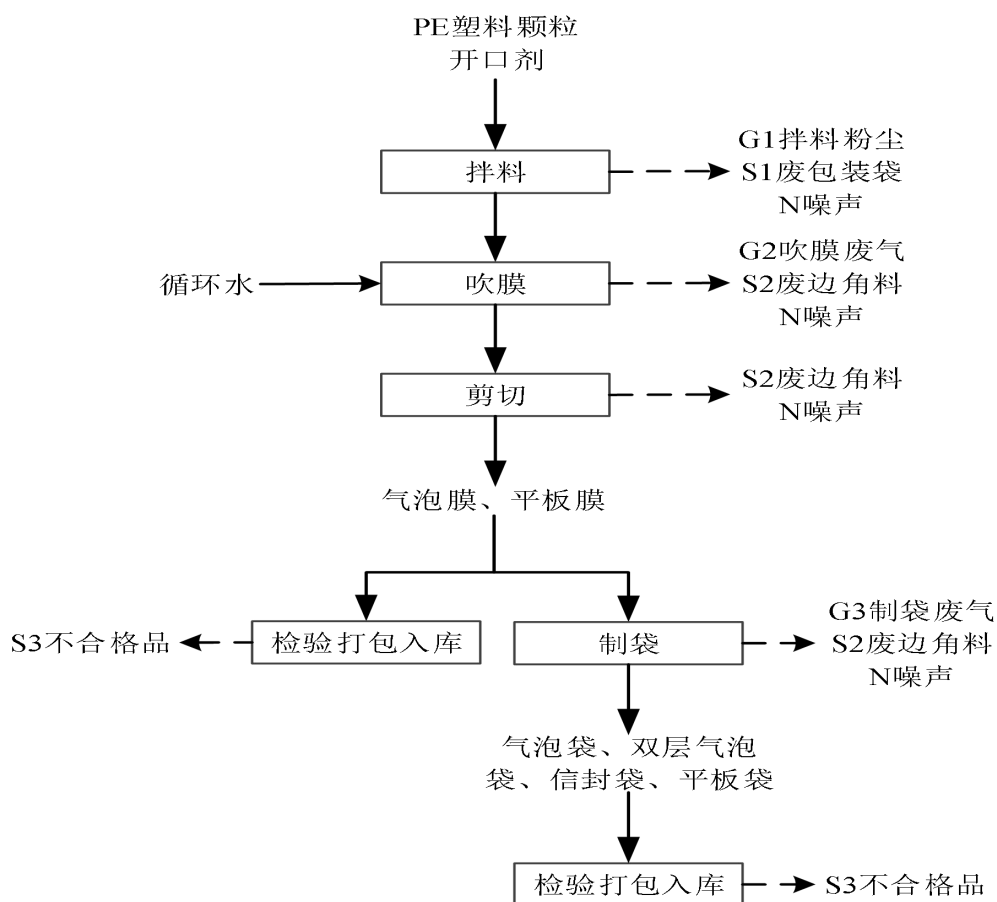 PE塑料颗粒
开口剂
拌料
G1拌料粉尘
S1废包装袋
N噪声
循环水
吹膜
G2吹膜废气
S2废边角料
N噪声
剪切
S2废边角料
N噪声
气泡膜、平板膜
S3不合格品
检验打包入库
制袋
G3制袋废气
S2废边角料
N噪声
气泡袋、双层气泡
袋、信封袋、平板袋
检验打包入库
S3不合格品